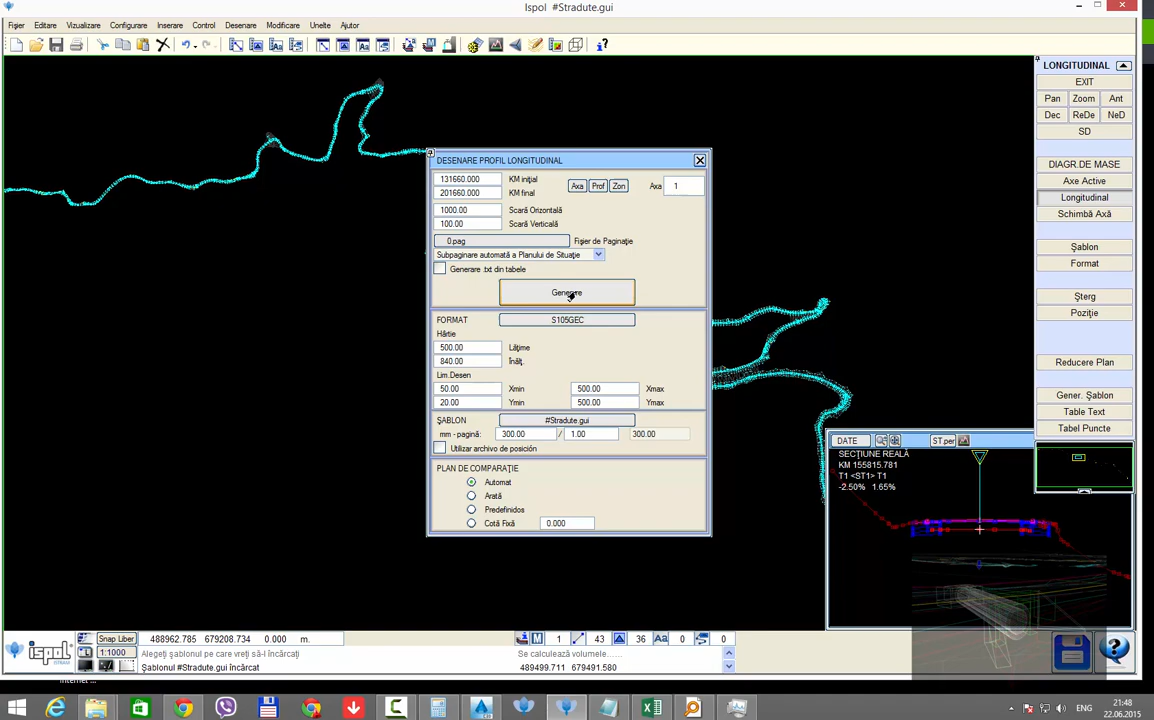 Ispol #Stradute.gui
Fișier Editare Vizualizare Configurare Inserare Control Desenare Modificare Unelte Ajutor
LONGITUDINAL
EXIT
Pan Zoom Ant
Dec ReDe NeD
SD
DIAGR.DE MASE
Axe Active
Longitudinal
Schimbă Axă
Șablon
Format
Șterg
Poziție
Reducere Plan
Gener. Șablon
Table Text
Tabel Puncte
DESENARE PROFIL LONGITUDINAL
131660.000 KM inițial
201660.000 KM final
Axa Prof Zon Axa 1
1000.00 Scară Orizontală
100.00 Scară Verticală
0.pag Fișier de Paginație
Subpaginare automată a Planului de Situație
Generare .txt din tabele
Generare
FORMAT S105GEC
Hârtie
500.00 Lățime
840.00 Înălț.
Lim.Desen
50.00 Xmin 500.00 Xmax
20.00 Ymin 500.00 Ymax
ȘABLON #Stradute.gui
mm - pagină: 300.00 / 1.00 300.00
Utilizar archivo de posición
PLAN DE COMPARAȚIE
Automat
Arată
Predefinidos
Cotă Fixă 0.000
DATE ST.per
SECȚIUNE REALĂ
KM 155815.781
T1 <ST1> T1
-2.50% 1.65%
ispol
Snap Liber 488962.785 679208.734 0.000 m.
M 1 43 36 Aa 0 0
1:1000 Alegeți șablonul pe care vreți să-l încărcați
Șablonul #Stradute.gui încărcat
Se calculează volumele...
489499.711 679491.580
Internet ...
ENG
21:48
22.06.2015